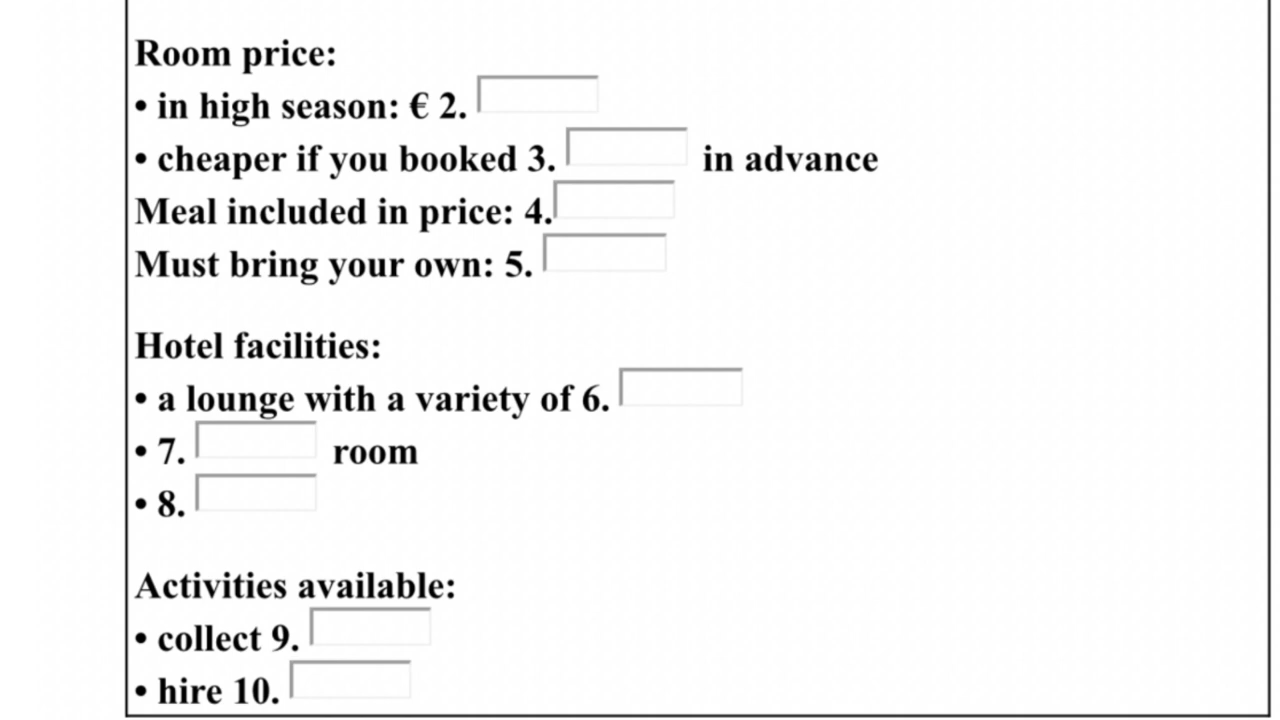 Room price:
• in high season: € 2.
• cheaper if you booked 3. in advance
Meal included in price: 4.
Must bring your own: 5.
Hotel facilities:
• a lounge with a variety of 6.
• 7. room
• 8.
Activities available:
• collect 9.
• hire 10.